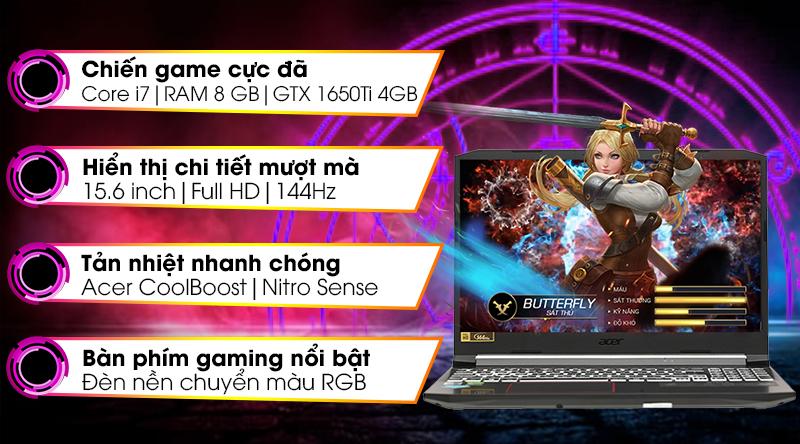 Chiến game cực đã
Core i7 | RAM 8 GB | GTX 1650Ti 4GB
Hiển thị chi tiết mượt mà
15.6 inch | Full HD | 144Hz
Tản nhiệt nhanh chóng
Acer CoolBoost | Nitro Sense
Bàn phím gaming nổi bật
Đèn nền chuyển màu RGB
BUTTERFLY
SÁT THỦ
MÁU
SÁT THƯƠNG
KỸ NĂNG
ĐỘ KHÓ
acer